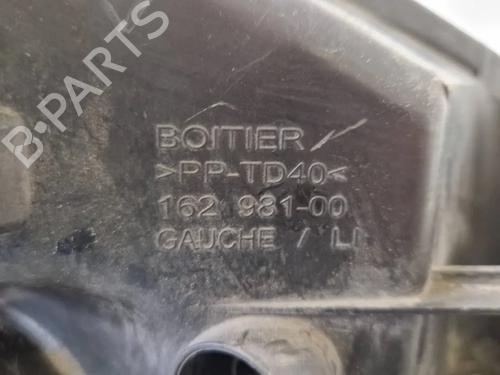 B-PARTS
BOITIER
>PP-TD40<
162 981-00
GAUCHE / LI